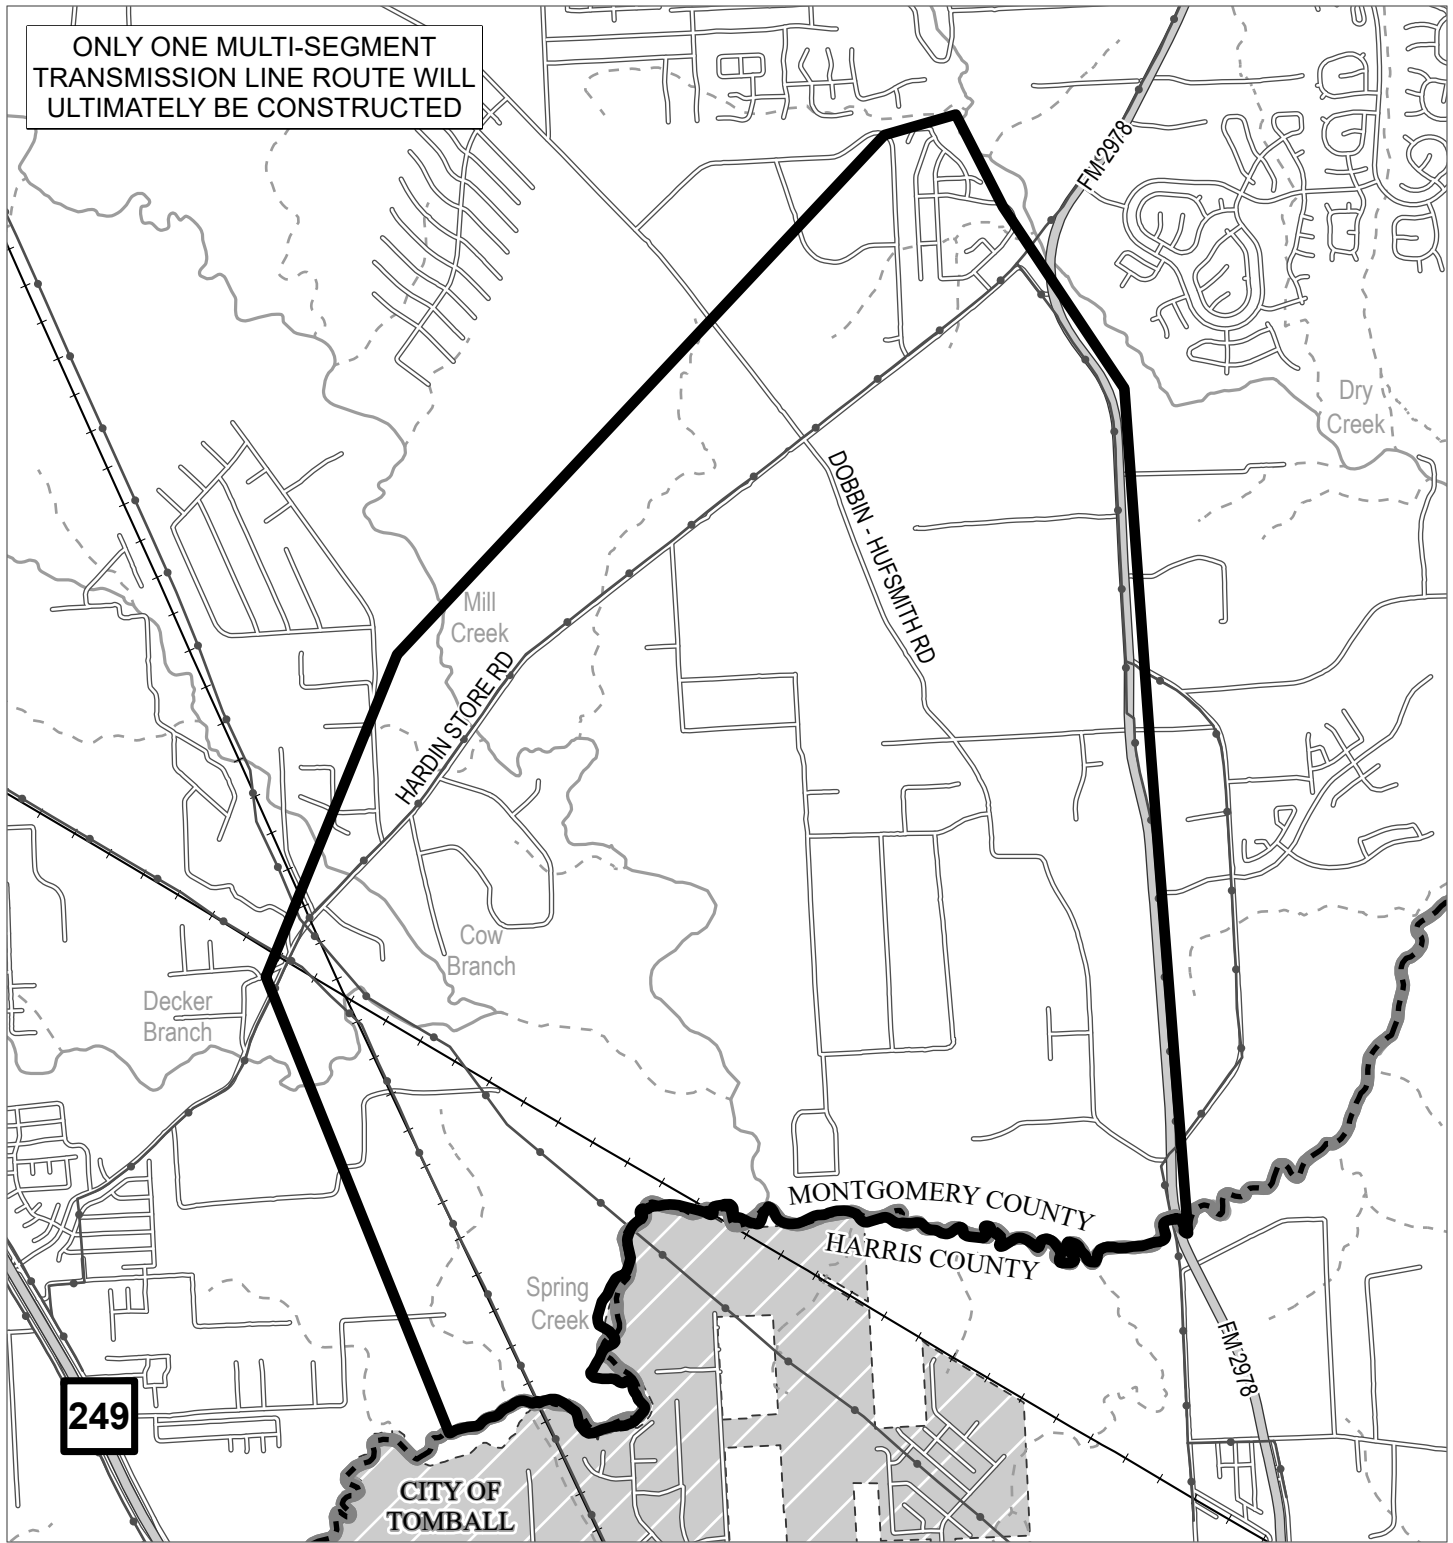 ONLY ONE MULTI-SEGMENT
TRANSMISSION LINE ROUTE WILL
ULTIMATELY BE CONSTRUCTED
FM-2978
Dry
Creek
DOBBIN - HUFSMITH RD
Mill
Creek
HARDIN STORE RD
Cow
Branch
Decker
Branch
MONTGOMERY COUNTY
HARRIS COUNTY
Spring
Creek
FM-2978
249
CITY OF
TOMBALL